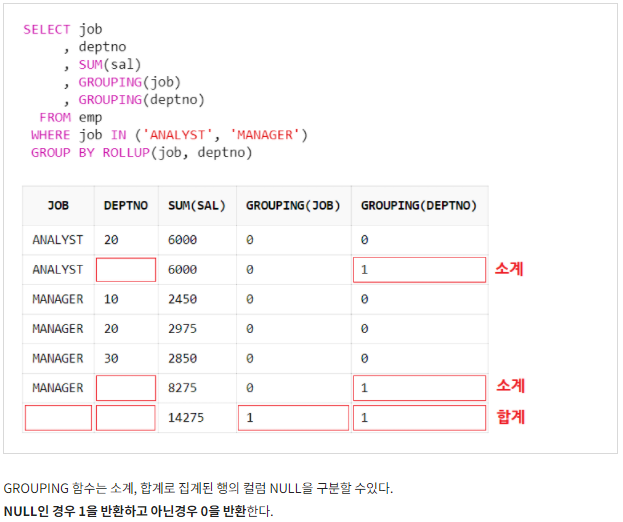 SELECT job
, deptno
, SUM(sal)
, GROUPING(job)
, GROUPING(deptno)
FROM emp
WHERE job IN ('ANALYST', 'MANAGER')
GROUP BY ROLLUP(job, deptno)
JOB DEPTNO SUM(SAL) GROUPING(JOB) GROUPING(DEPTNO)
ANALYST 20 6000 0 0
ANALYST 6000 0 1 소계
MANAGER 10 2450 0 0
MANAGER 20 2975 0 0
MANAGER 30 2850 0 0
MANAGER 8275 0 1 소계
14275 1 1 합계
GROUPING 함수는 소계, 합계로 집계된 행의 컬럼 NULL을 구분할 수있다.
NULL인 경우 1을 반환하고 아닌경우 0을 반환한다.